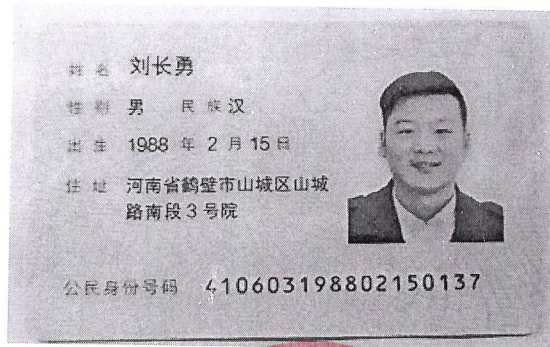 姓名 刘长勇
性别 男 民族 汉
出生 1988 年 2 月 15 日
住址 河南省鹤壁市山城区山城
路南段3号院
公民身份号码 410603198802150137